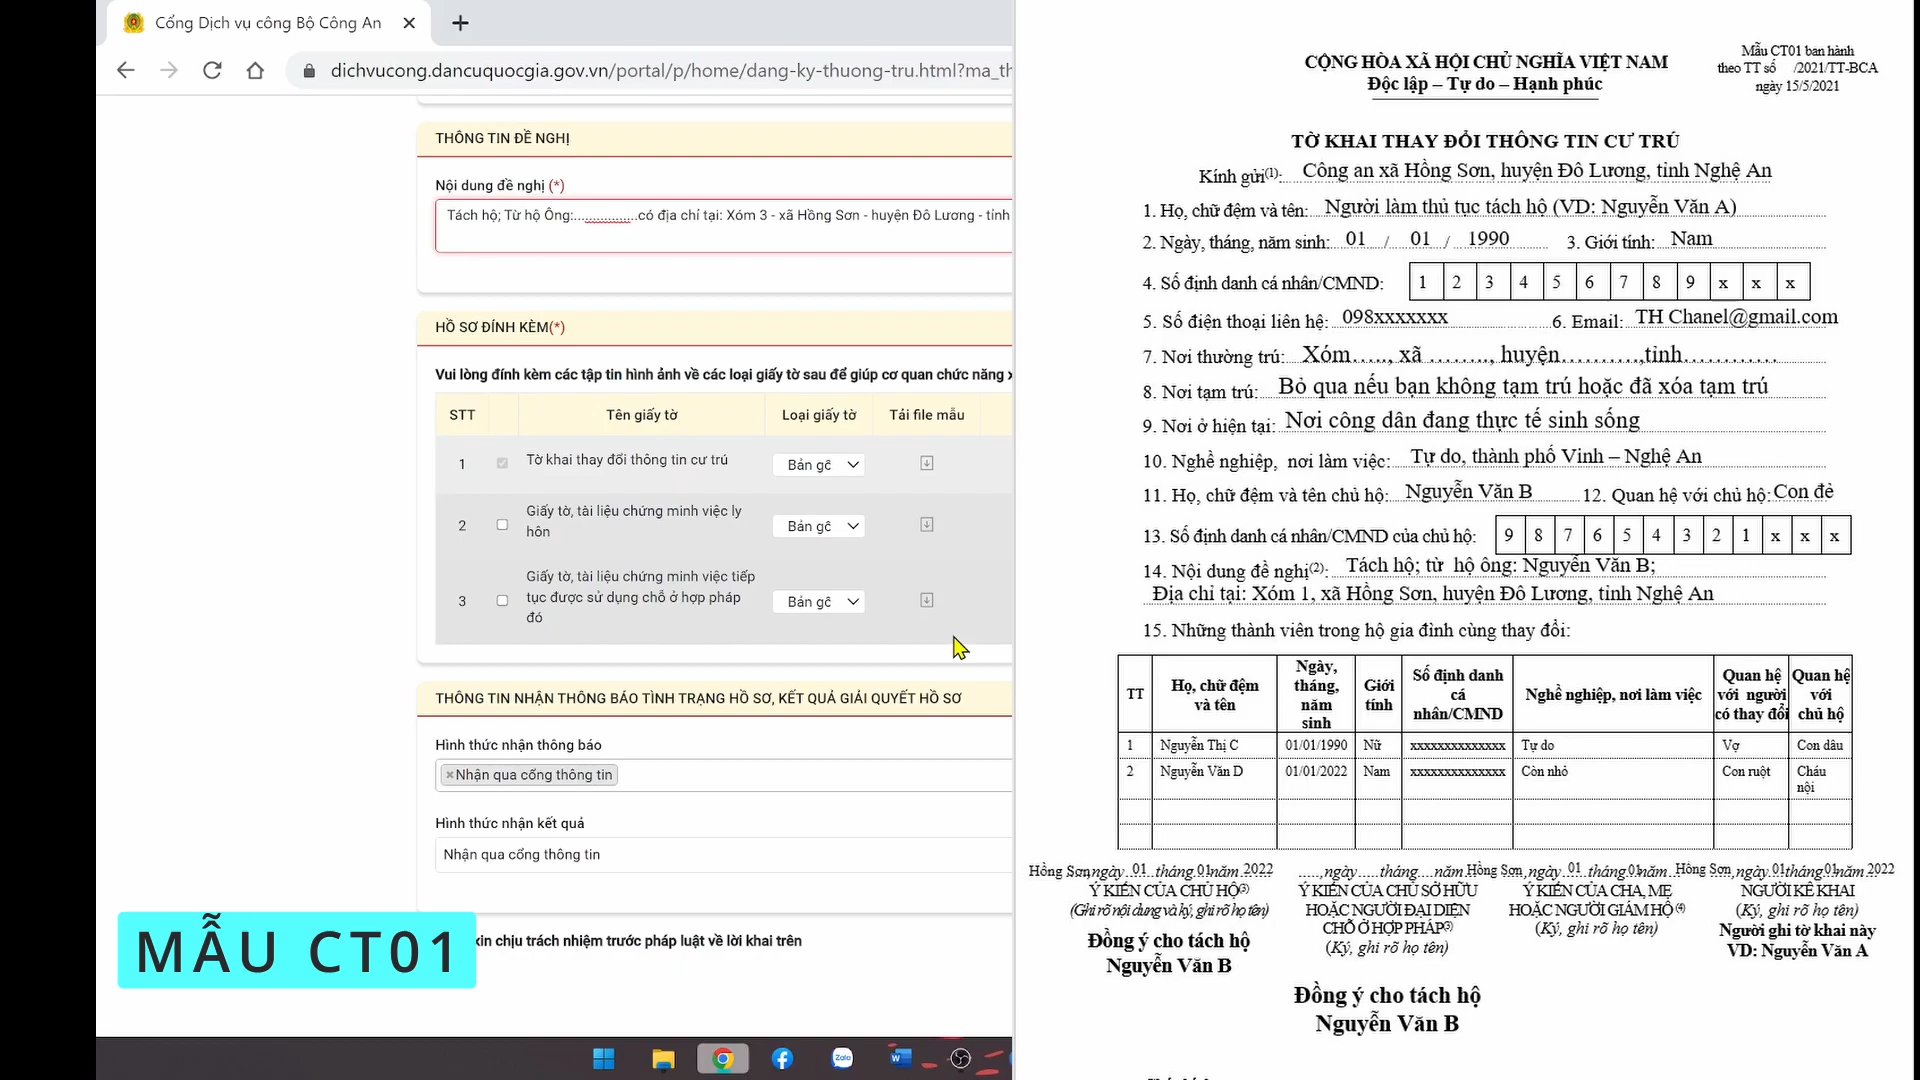 Cổng Dịch vụ công Bộ Công An
dichvucong.dancuquocgia.gov.vn/portal/p/home/dang-ky-thuong-tru.html?ma_th
THÔNG TIN ĐỀ NGHỊ
Nội dung đề nghị (*)
Tách hộ; Từ hộ Ông:................có địa chỉ tại: Xóm 3 - xã Hồng Sơn - huyện Đô Lương - tỉnh
HỒ SƠ ĐÍNH KÈM(*)
Vui lòng đính kèm các tập tin hình ảnh về các loại giấy tờ sau để giúp cơ quan chức năng x
STT Tên giấy tờ Loại giấy tờ Tải file mẫu
1 Tờ khai thay đổi thông tin cư trú Bản gố
2 Giấy tờ, tài liệu chứng minh việc ly hôn Bản gố
3 Giấy tờ, tài liệu chứng minh việc tiếp tục được sử dụng chỗ ở hợp pháp đó Bản gố
THÔNG TIN NHẬN THÔNG BÁO TÌNH TRẠNG HỒ SƠ, KẾT QUẢ GIẢI QUYẾT HỒ SƠ
Hình thức nhận thông báo
×Nhận qua cổng thông tin
Hình thức nhận kết quả
Nhận qua cổng thông tin
xin chịu trách nhiệm trước pháp luật về lời khai trên
MẪU CT01
Zalo
CỘNG HÒA XÃ HỘI CHỦ NGHĨA VIỆT NAM
Độc lập – Tự do – Hạnh phúc
Mẫu CT01 ban hành
theo TT số /2021/TT-BCA
ngày 15/5/2021
TỜ KHAI THAY ĐỔI THÔNG TIN CƯ TRÚ
Kính gửi(1): Công an xã Hồng Sơn, huyện Đô Lương, tỉnh Nghệ An
1. Họ, chữ đệm và tên: Người làm thủ tục tách hộ (VD: Nguyễn Văn A)
2. Ngày, tháng, năm sinh: 01 / 01 / 1990 3. Giới tính: Nam
4. Số định danh cá nhân/CMND: 1 2 3 4 5 6 7 8 9 x x x
5. Số điện thoại liên hệ: 098xxxxxxx 6. Email: TH Chanel@gmail.com
7. Nơi thường trú: Xóm....., xã ........, huyện..........,tỉnh............
8. Nơi tạm trú: Bỏ qua nếu bạn không tạm trú hoặc đã xóa tạm trú
9. Nơi ở hiện tại: Nơi công dân đang thực tế sinh sống
10. Nghề nghiệp, nơi làm việc: Tự do, thành phố Vinh – Nghệ An
11. Họ, chữ đệm và tên chủ hộ: Nguyễn Văn B 12. Quan hệ với chủ hộ: Con đẻ
13. Số định danh cá nhân/CMND của chủ hộ: 9 8 7 6 5 4 3 2 1 x x x
14. Nội dung đề nghị(2): Tách hộ; từ hộ ông: Nguyễn Văn B;
Địa chỉ tại: Xóm 1, xã Hồng Sơn, huyện Đô Lương, tỉnh Nghệ An
15. Những thành viên trong hộ gia đình cùng thay đổi:
TT Họ, chữ đệm và tên Ngày, tháng, năm sinh Giới tính Số định danh cá nhân/CMND Nghề nghiệp, nơi làm việc Quan hệ với người có thay đổi Quan hệ với chủ hộ
1 Nguyễn Thị C 01/01/1990 Nữ xxxxxxxxxxxxxx Tự do Vợ Con dâu
2 Nguyễn Văn D 01/01/2022 Nam xxxxxxxxxxxxxx Còn nhỏ Con ruột Cháu nội
Hồng Sơn,ngày 01 tháng 01 năm 2022
Ý KIẾN CỦA CHỦ HỘ(3)
(Ghi rõ nội dung và ký, ghi rõ họ tên)
Đồng ý cho tách hộ
Nguyễn Văn B
.....,ngày.....tháng....năm
Ý KIẾN CỦA CHỦ SỞ HỮU
HOẶC NGƯỜI ĐẠI DIỆN
CHỖ Ở HỢP PHÁP(3)
(Ký, ghi rõ họ tên)
Đồng ý cho tách hộ
Nguyễn Văn B
Hồng Sơn,ngày 01 tháng 01 năm
Ý KIẾN CỦA CHA, MẸ
HOẶC NGƯỜI GIÁM HỘ (4)
(Ký, ghi rõ họ tên)
Hồng Sơn,ngày 01 tháng 01 năm 2022
NGƯỜI KÊ KHAI
(Ký, ghi rõ họ tên)
Người ghi tờ khai này
VD: Nguyễn Văn A